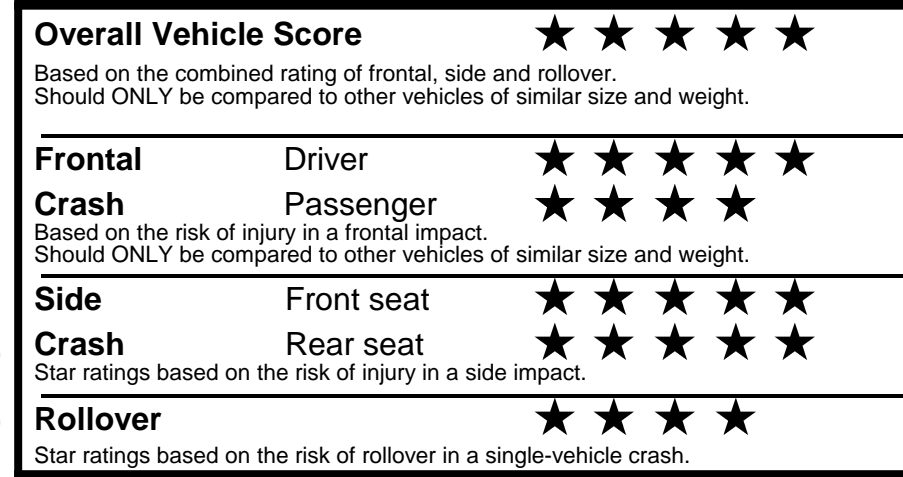 Overall Vehicle Score ★ ★ ★ ★ ★
Based on the combined rating of frontal, side and rollover.
Should ONLY be compared to other vehicles of similar size and weight.
Frontal Driver ★ ★ ★ ★ ★
Crash Passenger ★ ★ ★ ★
Based on the risk of injury in a frontal impact.
Should ONLY be compared to other vehicles of similar size and weight.
Side Front seat ★ ★ ★ ★ ★
Crash Rear seat ★ ★ ★ ★ ★
Star ratings based on the risk of injury in a side impact.
Rollover ★ ★ ★ ★
Star ratings based on the risk of rollover in a single-vehicle crash.